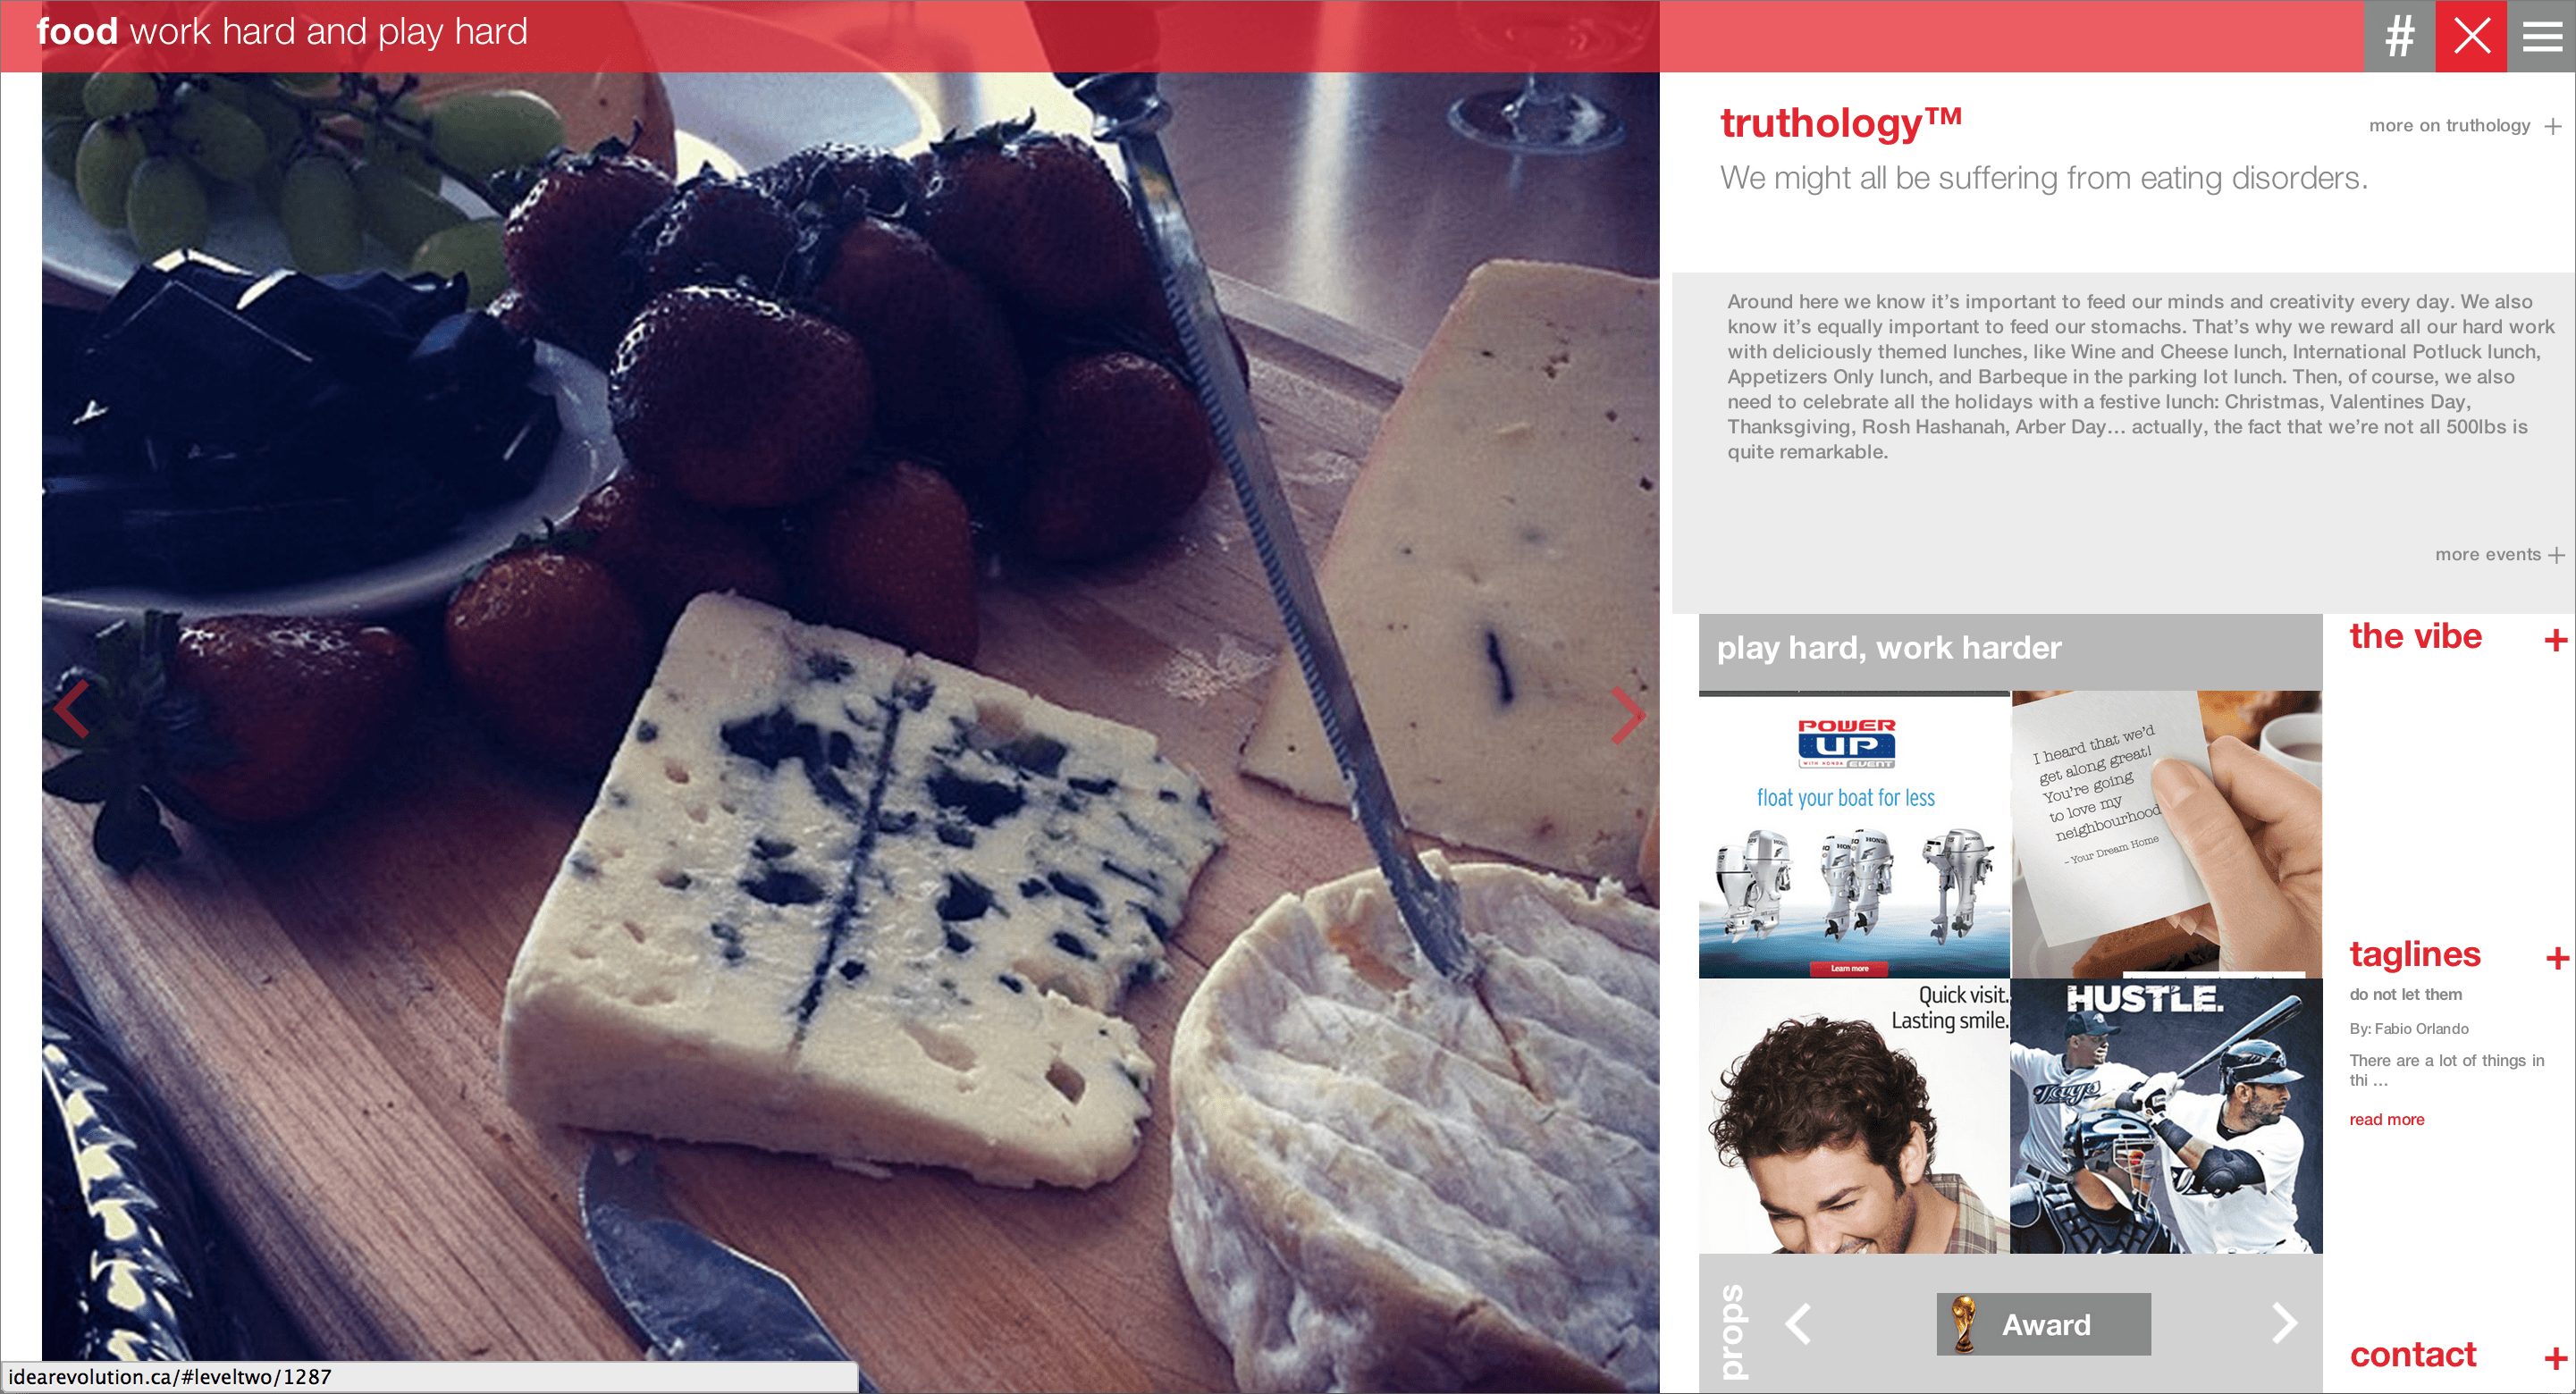 food work hard and play hard
#
truthology™
more on truthology +
We might all be suffering from eating disorders.
Around here we know it’s important to feed our minds and creativity every day. We also
know it’s equally important to feed our stomachs. That’s why we reward all our hard work
with deliciously themed lunches, like Wine and Cheese lunch, International Potluck lunch,
Appetizers Only lunch, and Barbeque in the parking lot lunch. Then, of course, we also
need to celebrate all the holidays with a festive lunch: Christmas, Valentines Day,
Thanksgiving, Rosh Hashanah, Arber Day… actually, the fact that we’re not all 500lbs is
quite remarkable.
more events +
play hard, work harder
POWER
UP
WITH HONDA EVENT
float your boat for less
Learn more
I heard that we’d
get along great!
You’re going
to love my
neighbourhood
– Your Dream Home
Quick visit.
Lasting smile.
HUSTLE.
props
Award
the vibe +
taglines +
do not let them
By: Fabio Orlando
There are a lot of things in
thi ...
read more
contact +
idearevolution.ca/#leveltwo/1287